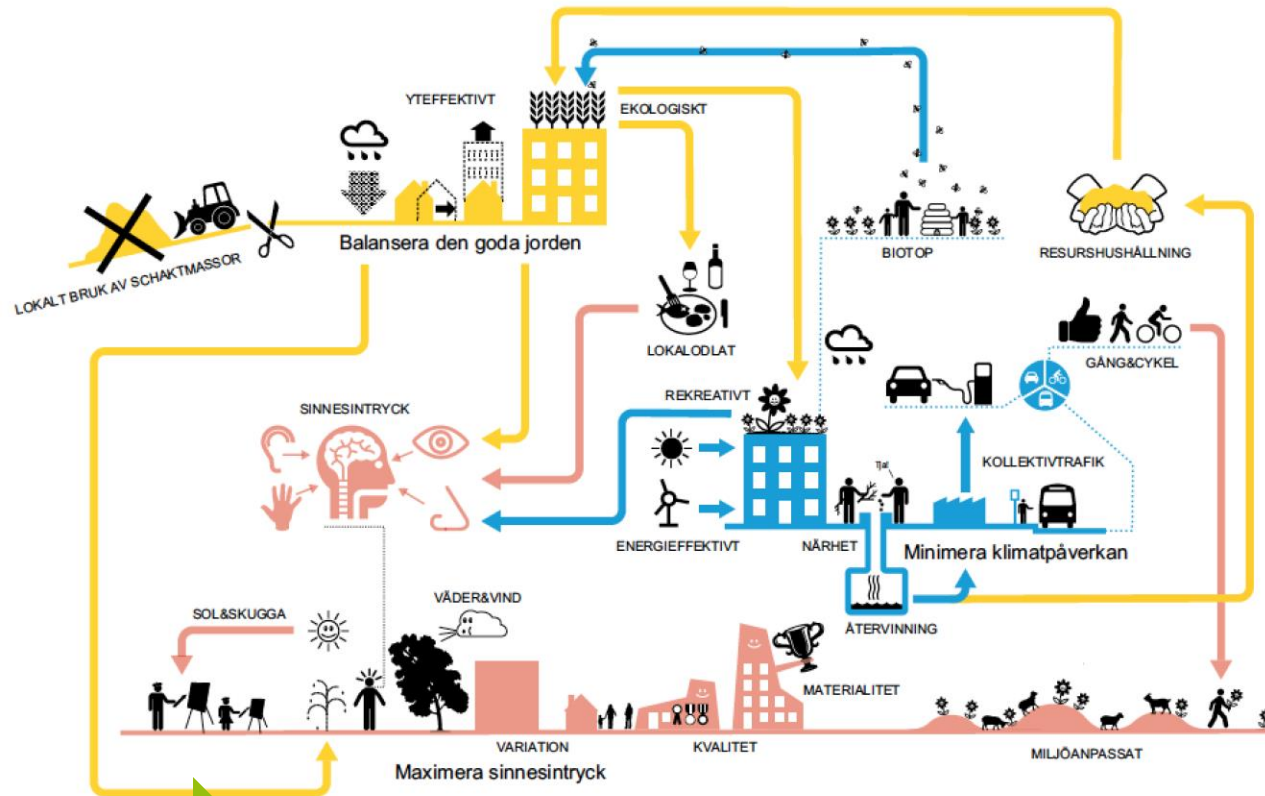 YTEFFEKTIVT
EKOLOGISKT
LOKALT BRUK AV SCHAKTMASSOR
Balansera den goda jorden
BIOTOP
RESURSHUSHÅLLNING
LOKALODLAT
GÅNG&CYKEL
SINNESINTRYCK
REKREATIVT
Tja!
KOLLEKTIVTRAFIK
ENERGIEFFEKTIVT
NÄRHET
Minimera klimatpåverkan
ÅTERVINNING
SOL&SKUGGA
VÄDER&VIND
MATERIALITET
VARIATION
KVALITET
MILJÖANPASSAT
Maximera sinnesintryck